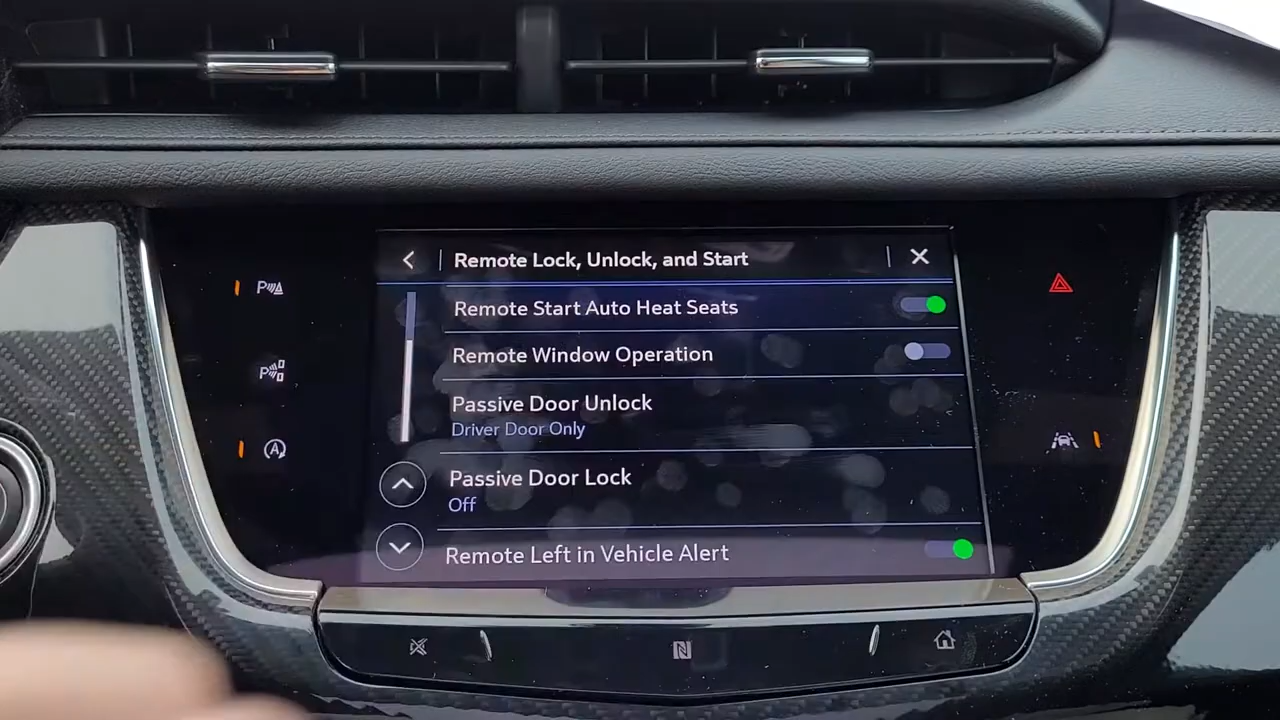 Remote Lock, Unlock, and Start
Remote Start Auto Heat Seats
Remote Window Operation
Passive Door Unlock
Driver Door Only
Passive Door Lock
Off
Remote Left in Vehicle Alert
P
P
A
N